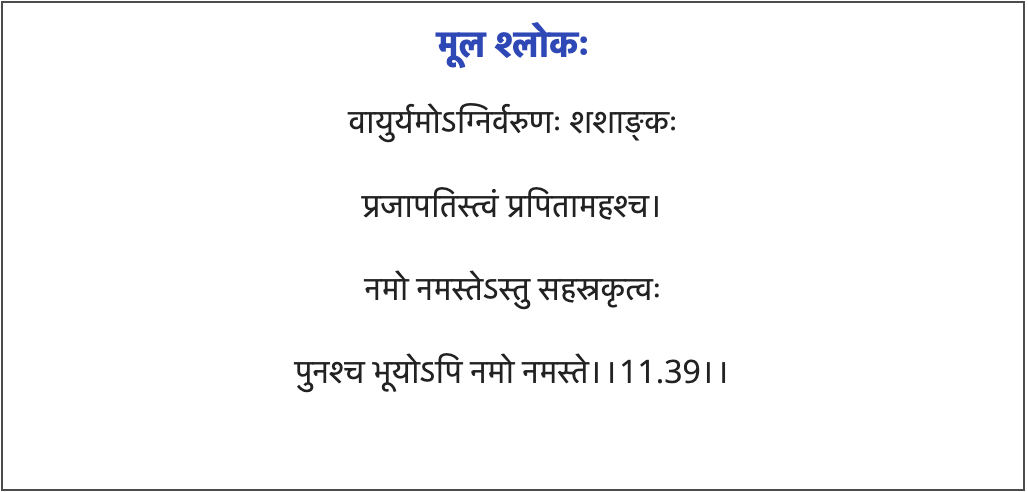 मूल श्लोकः
वायुर्यमोऽग्निर्वरुणः शशाङ्कः
प्रजापतिस्त्वं प्रपितामहश्च।
नमो नमस्तेऽस्तु सहस्रकृत्वः
पुनश्च भूयोऽपि नमो नमस्ते।।11.39।।